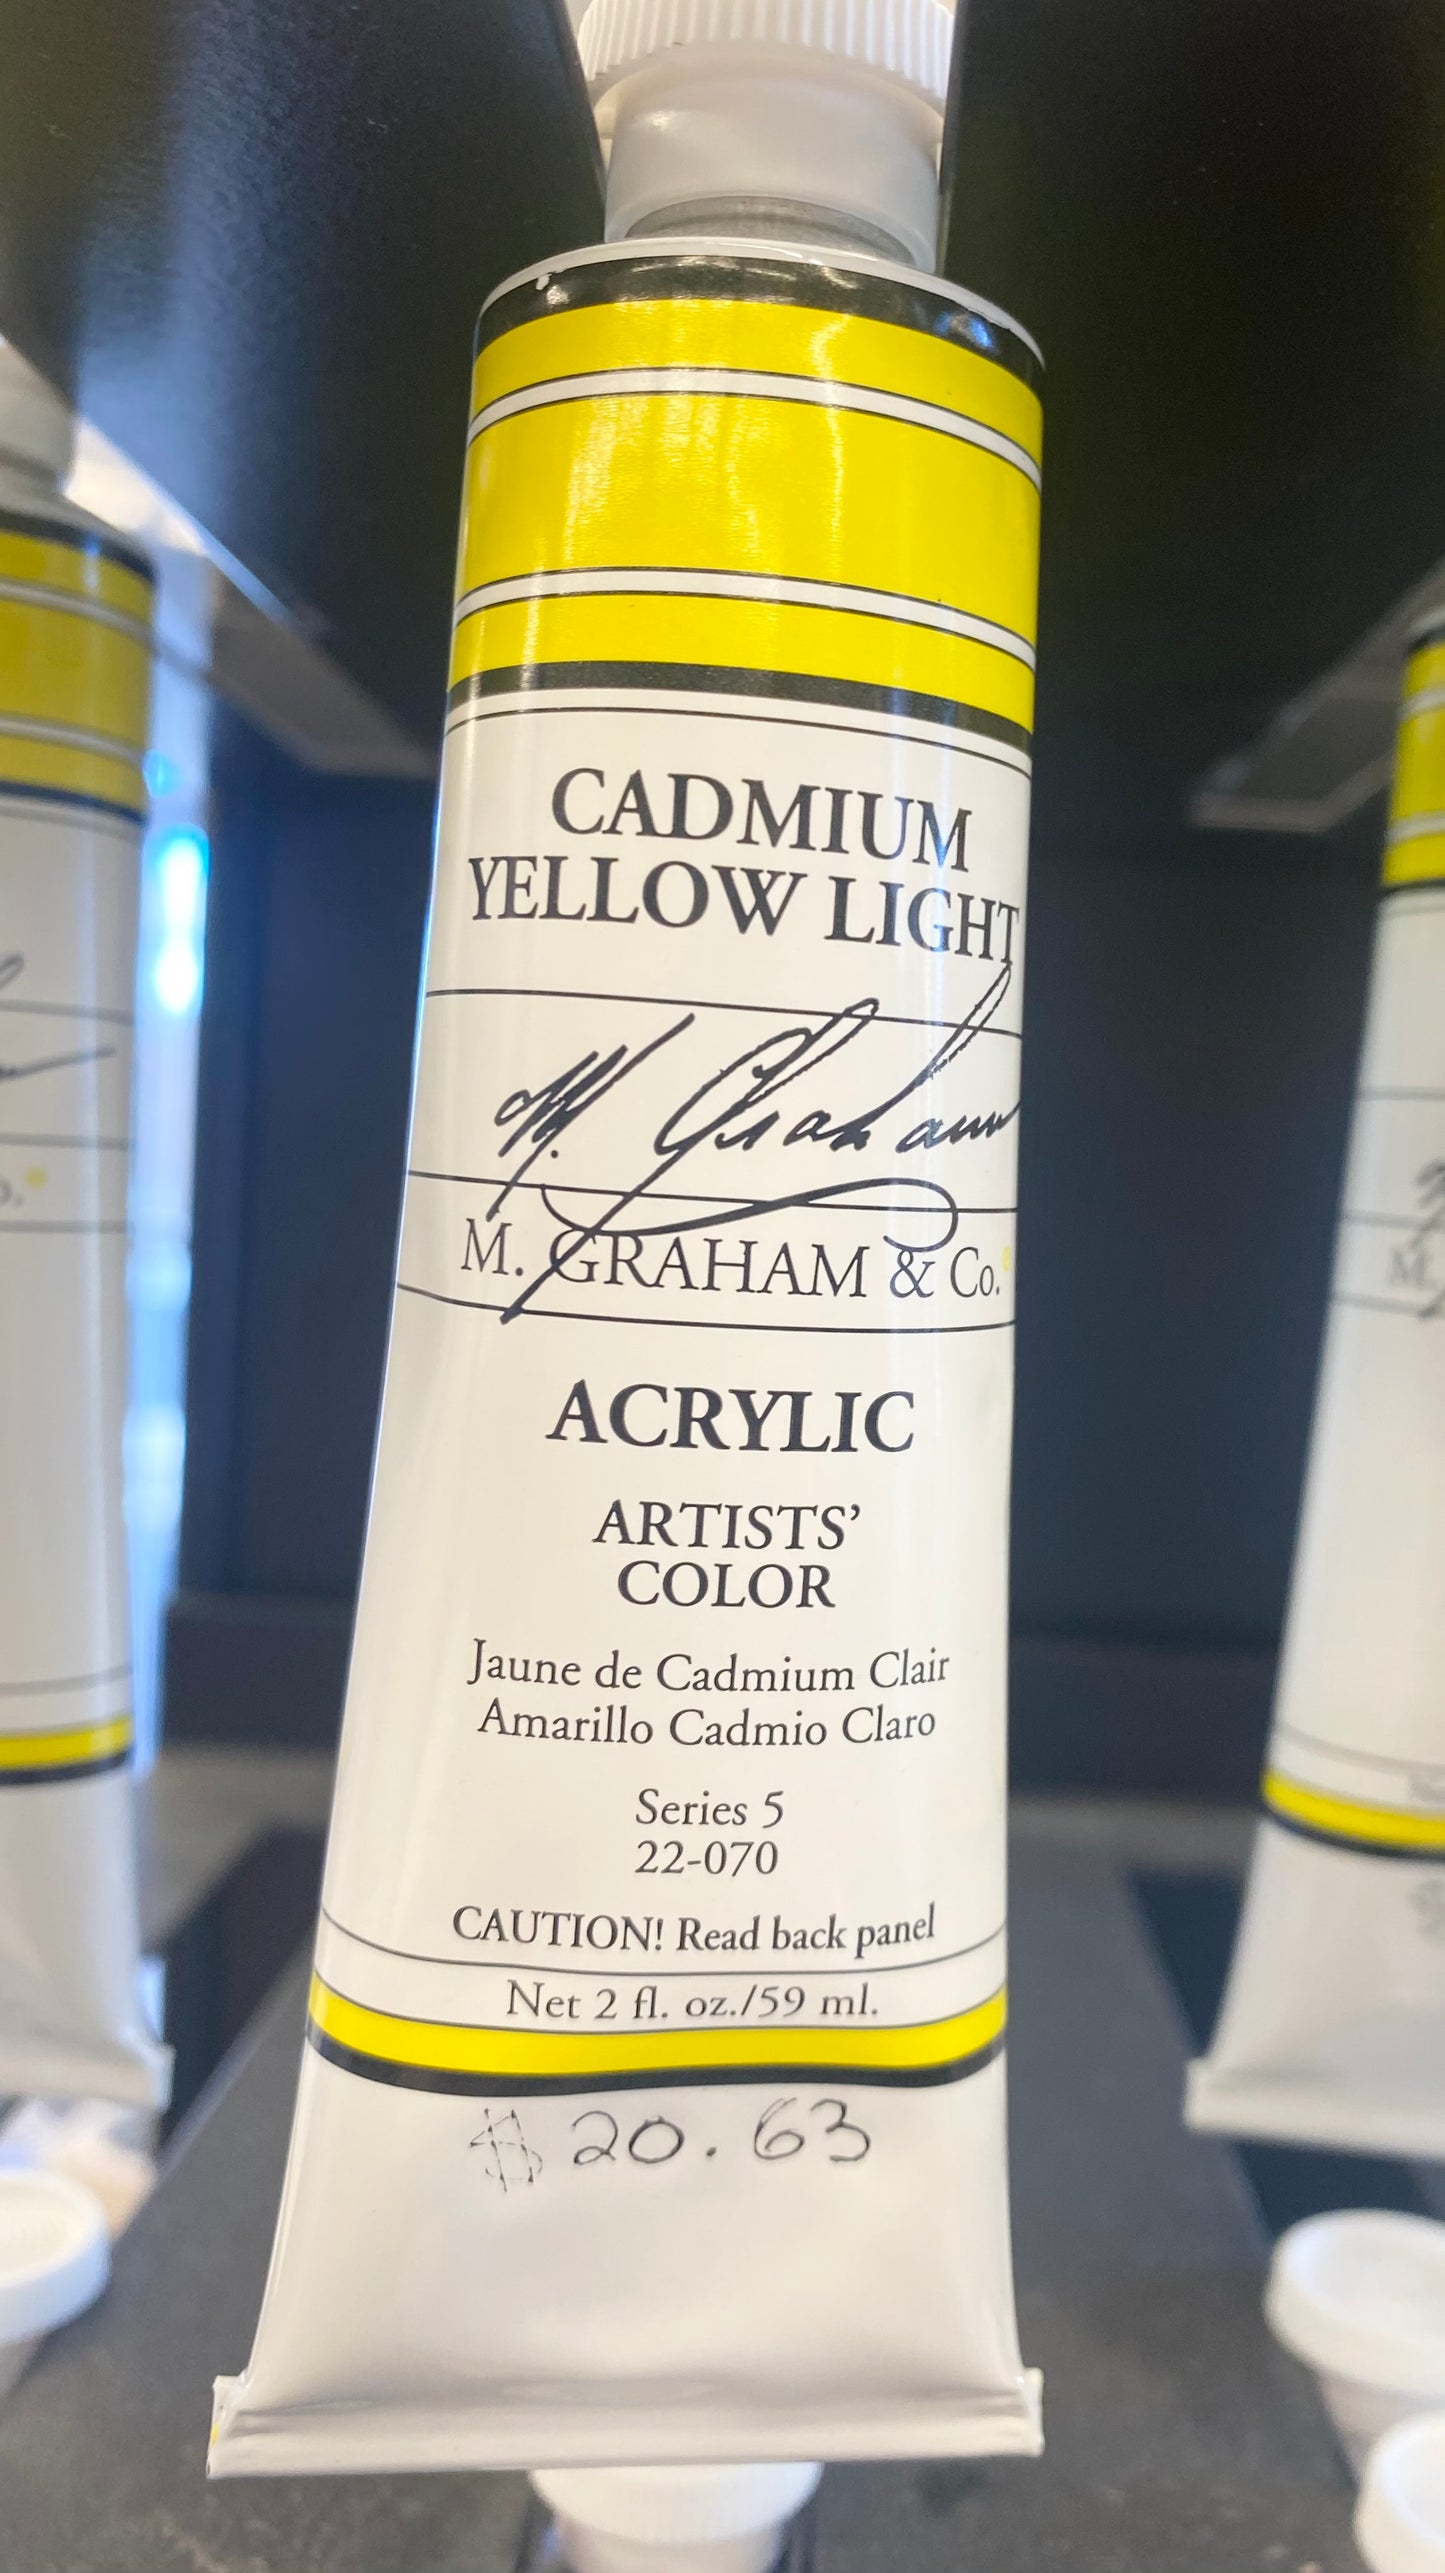 CADMIUM
YELLOW LIGHT
M. Graham
M. GRAHAM & Co.
ACRYLIC
ARTISTS'
COLOR
Jaune de Cadmium Clair
Amarillo Cadmio Claro
Series 5
22-070
CAUTION! Read back panel
Net 2 fl. oz./59 ml.
$20.63